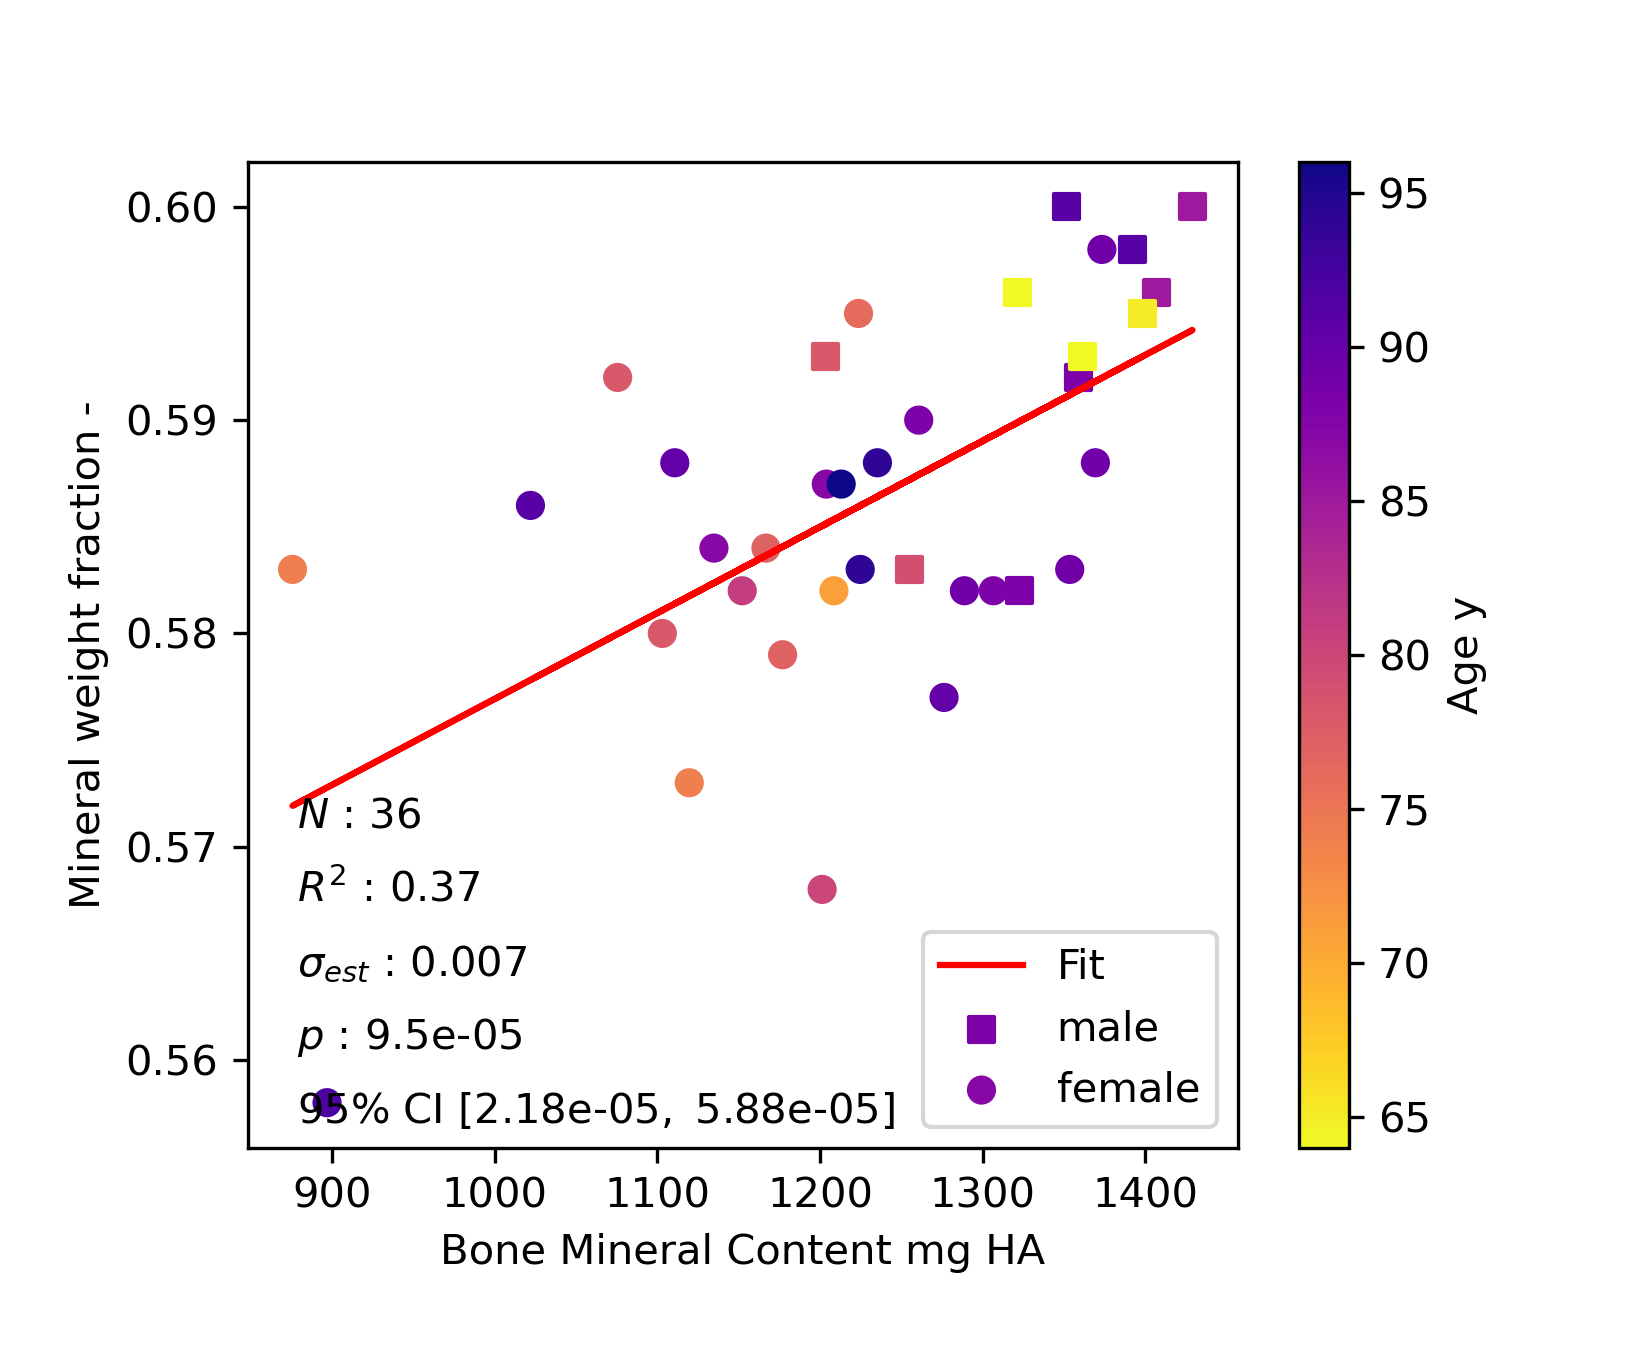 0.60
0.59
0.58
0.57
0.56
Mineral weight fraction -
N : 36
R² : 0.37
σest : 0.007
p : 9.5e-05
95% CI [2.18e-05, 5.88e-05]
Fit
male
female
900 1000 1100 1200 1300 1400
Bone Mineral Content mg HA
95
90
85
80
75
70
65
Age y